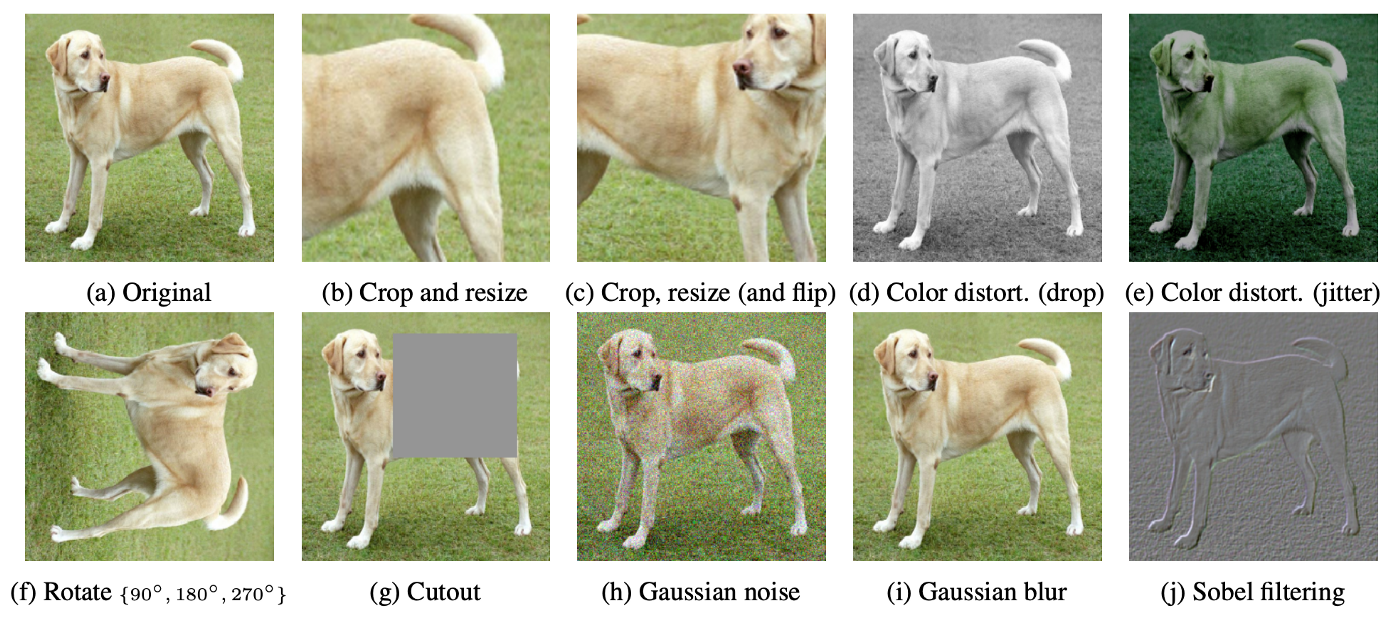 (a) Original
(b) Crop and resize
(c) Crop, resize (and flip)
(d) Color distort. (drop)
(e) Color distort. (jitter)
(f) Rotate {90°, 180°, 270°}
(g) Cutout
(h) Gaussian noise
(i) Gaussian blur
(j) Sobel filtering